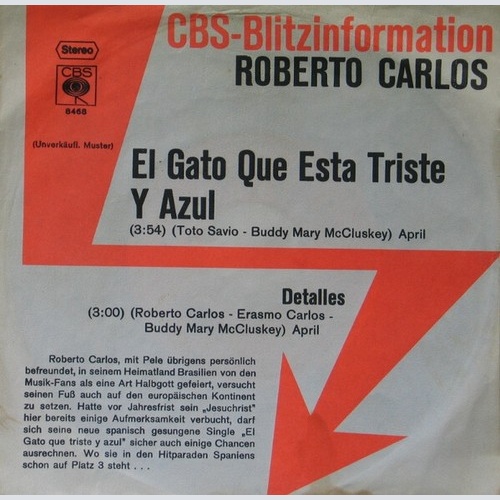 CBS-Blitzinformation
ROBERTO CARLOS
Stereo
CBS
8468
(Unverkäufl. Muster)
El Gato Que Esta Triste
Y Azul
(3:54) (Toto Savio - Buddy Mary McCluskey) April
Detalles
(3:00) (Roberto Carlos - Erasmo Carlos -
Buddy Mary McCluskey) April
Roberto Carlos, mit Pele übrigens persönlich
befreundet, in seinem Heimatland Brasilien von den
Musik-Fans als eine Art Halbgott gefeiert, versucht
seinen Fuß auch auf den europäischen Kontinent
zu setzen. Hatte vor Jahresfrist sein „Jesuchrist"
hier bereits einige Aufmerksamkeit verbucht, darf
sich seine neue spanisch gesungene Single „El
Gato que triste y azul" sicher auch einige Chancen
ausrechnen. Wo sie in den Hitparaden Spaniens
schon auf Platz 3 steht . . .